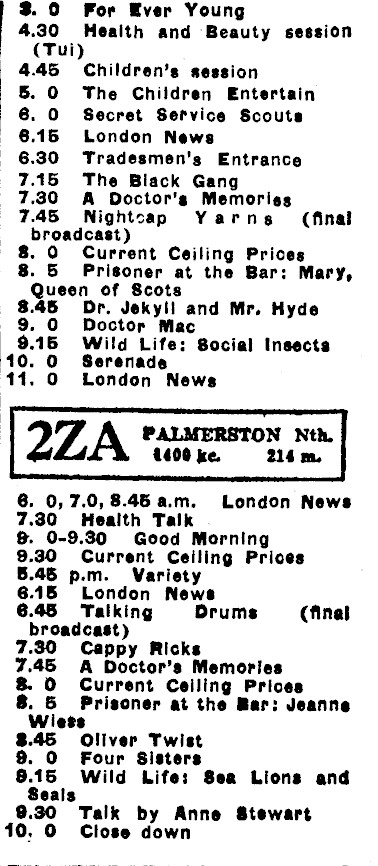 3. 0 For Ever Young
4.30 Health and Beauty session
(Tui)
4.45 Children's session
5. 0 The Children Entertain
6. 0 Secret Service Scouts
6.15 London News
6.30 Tradesmen's Entrance
7.15 The Black Gang
7.30 A Doctor's Memories
7.45 Nightcap Yarns (final
broadcast)
8. 0 Current Ceiling Prices
8. 5 Prisoner at the Bar: Mary,
Queen of Scots
8.45 Dr. Jekyll and Mr. Hyde
9. 0 Doctor Mac
9.15 Wild Life: Social Insects
10. 0 Serenade
11. 0 London News
2ZA PALMERSTON Nth.
1400 kc. 214 m.
6. 0, 7.0, 8.45 a.m. London News
7.30 Health Talk
9. 0-9.30 Good Morning
9.30 Current Ceiling Prices
5.45 p.m. Variety
6.15 London News
6.45 Talking Drums (final
broadcast)
7.30 Cappy Ricks
7.45 A Doctor's Memories
8. 0 Current Ceiling Prices
8. 5 Prisoner at the Bar: Jeanne
Wiess
8.45 Oliver Twist
9. 0 Four Sisters
9.15 Wild Life: Sea Lions and
Seals
9.30 Talk by Anne Stewart
10. 0 Close down